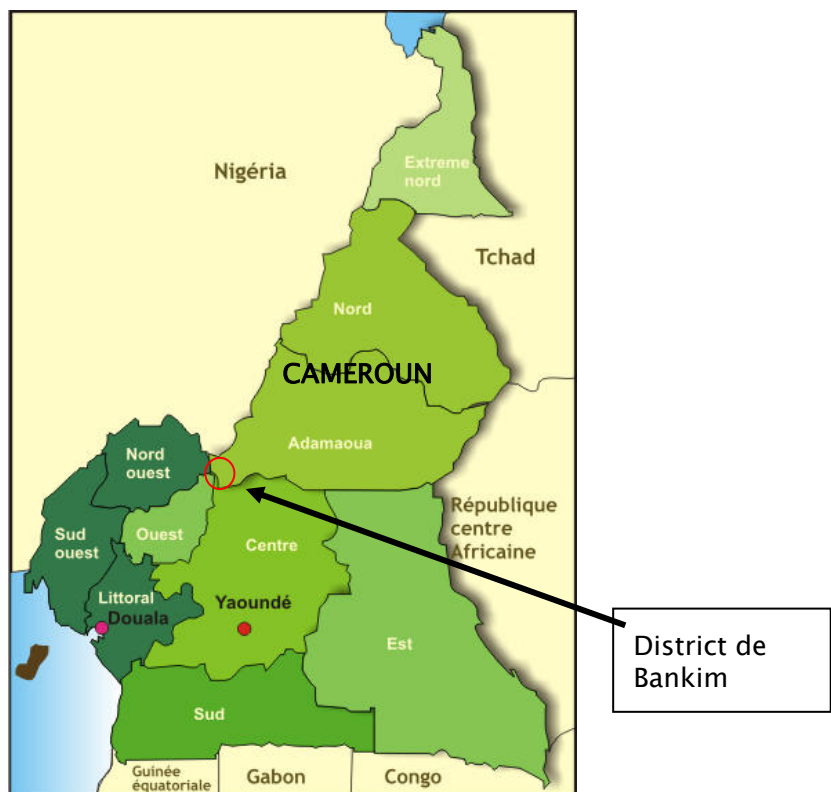 Extreme
nord
Nigéria
Tchad
Nord
CAMEROUN
Adamaoua
Nord
ouest
République
centre
Africaine
Sud
ouest
Ouest
Centre
Littoral
Douala
Yaoundé
Est
District de
Bankim
Sud
Guinée
équatoriale
Gabon
Congo